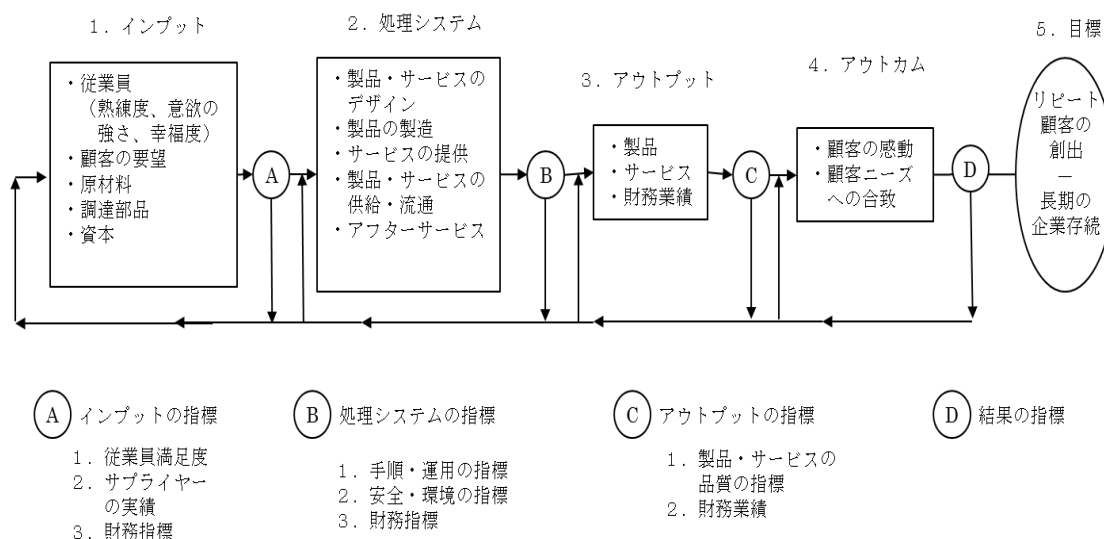 1. インプット
・従業員
(熟練度、意欲の
強さ、幸福度)
・顧客の要望
・原材料
・調達部品
・資本
A
2. 処理システム
・製品・サービスの
デザイン
・製品の製造
・サービスの提供
・製品・サービスの
供給・流通
・アフターサービス
B
3. アウトプット
・製品
・サービス
・財務業績
C
4. アウトカム
・顧客の感動
・顧客ニーズ
への合致
D
5. 目標
リピート
顧客の
創出
−
長期の
企業存続
A インプットの指標
1. 従業員満足度
2. サプライヤー
の実績
3. 財務指標
B 処理システムの指標
1. 手順・運用の指標
2. 安全・環境の指標
3. 財務指標
C アウトプットの指標
1. 製品・サービスの
品質の指標
2. 財務業績
D 結果の指標